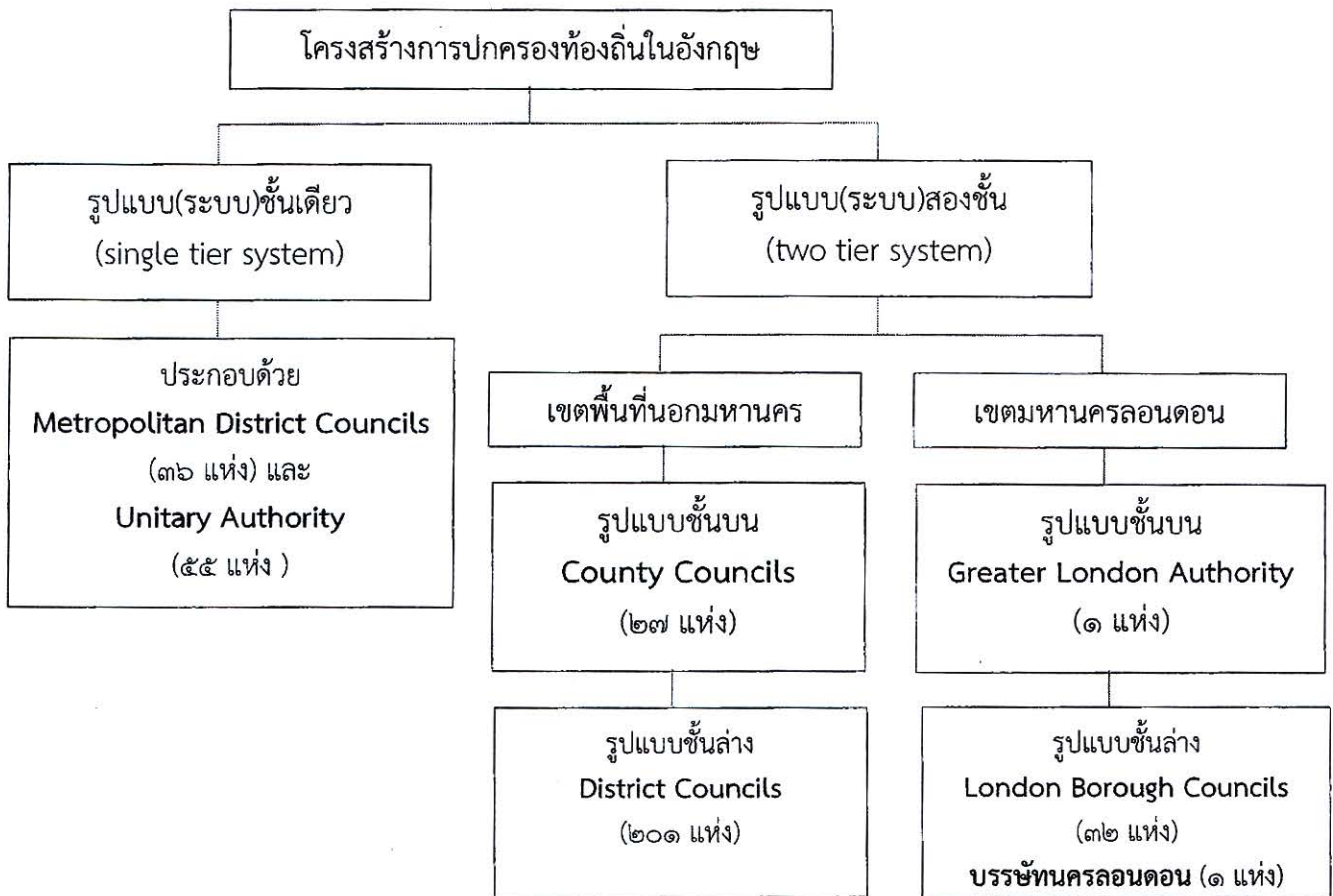 โครงสร้างการปกครองท้องถิ่นในอังกฤษ
รูปแบบ(ระบบ)ชั้นเดียว
(single tier system)
รูปแบบ(ระบบ)สองชั้น
(two tier system)
ประกอบด้วย
Metropolitan District Councils
(๓๖ แห่ง) และ
Unitary Authority
(๕๕ แห่ง )
เขตพื้นที่นอกมหานคร
เขตมหานครลอนดอน
รูปแบบชั้นบน
County Councils
(๒๗ แห่ง)
รูปแบบชั้นบน
Greater London Authority
(๑ แห่ง)
รูปแบบชั้นล่าง
District Councils
(๒๐๑ แห่ง)
รูปแบบชั้นล่าง
London Borough Councils
(๓๒ แห่ง)
บรรษัทนครลอนดอน (๑ แห่ง)